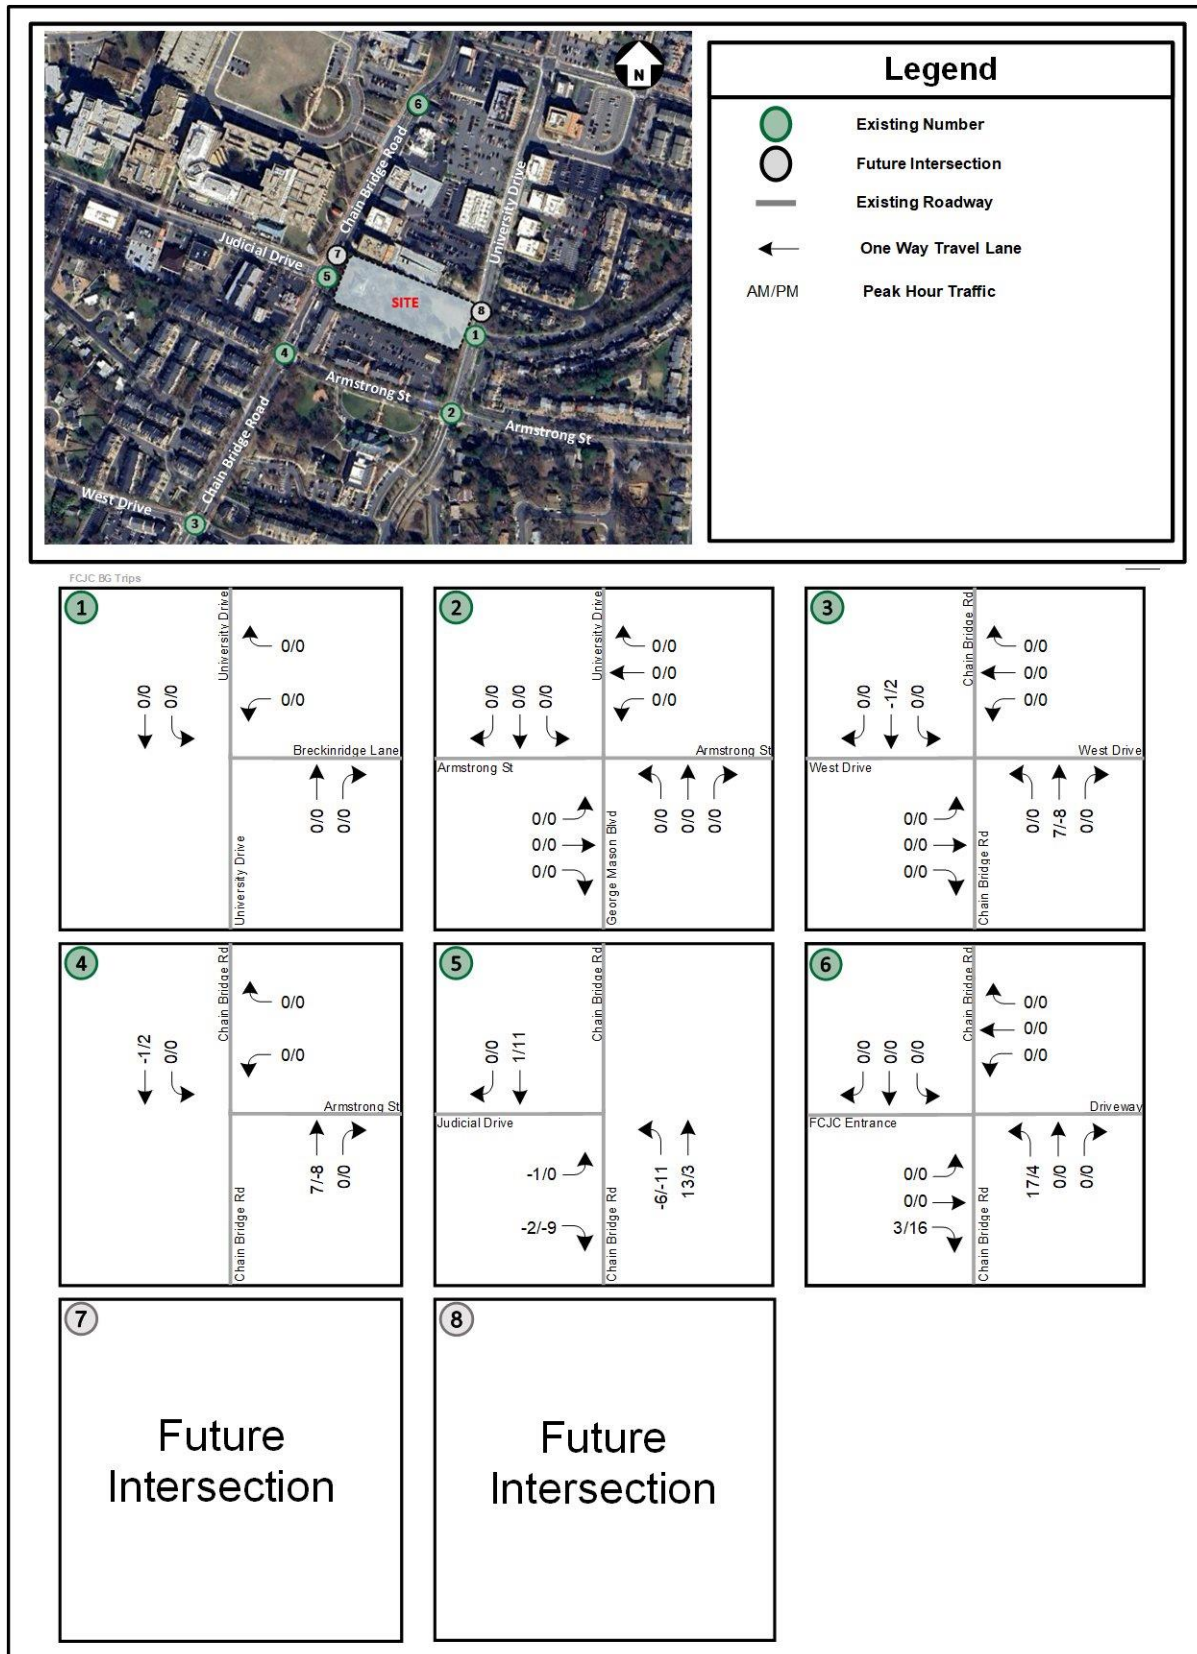 N
6
Chain Bridge Road
University Drive
Judicial Drive
7
5
SITE
8
1
4
Armstrong St
2
Armstrong St
Chain Bridge Road
West Drive
3
Legend
Existing Number
Future Intersection
Existing Roadway
One Way Travel Lane
AM/PM Peak Hour Traffic
FCJC BG Trips
1
University Drive
0/0
0/0
0/0
0/0
Breckinridge Lane
0/0
0/0
University Drive
2
University Drive
0/0
0/0
0/0
0/0
0/0
0/0
Armstrong St
Armstrong St
0/0
0/0
0/0
George Mason Blvd
0/0
0/0
0/0
3
Chain Bridge Rd
0/0
0/0
0/0
0/0
-1/2
0/0
West Drive
West Drive
0/0
0/0
0/0
Chain Bridge Rd
0/0
7/-8
0/0
4
Chain Bridge Rd
0/0
0/0
-1/2
0/0
Armstrong St
7/-8
0/0
Chain Bridge Rd
5
Chain Bridge Rd
0/0
1/11
Judicial Drive
-1/0
-2/-9
Chain Bridge Rd
-6/-11
13/3
6
Chain Bridge Rd
0/0
0/0
0/0
0/0
0/0
0/0
Driveway
FCJC Entrance
0/0
0/0
3/16
Chain Bridge Rd
17/4
0/0
0/0
7
Future
Intersection
8
Future
Intersection